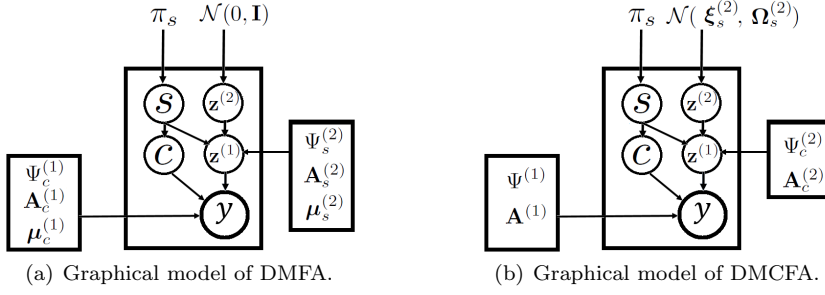 π_s N(0, I)
s z^(2)
c z^(1)
y
Ψ_c^(1)
A_c^(1)
μ_c^(1)
Ψ_s^(2)
A_s^(2)
μ_s^(2)
(a) Graphical model of DMFA.
π_s N( ξ_s^(2), Ω_s^(2))
s z^(2)
c z^(1)
y
Ψ^(1)
A^(1)
Ψ_c^(2)
A_c^(2)
(b) Graphical model of DMCFA.